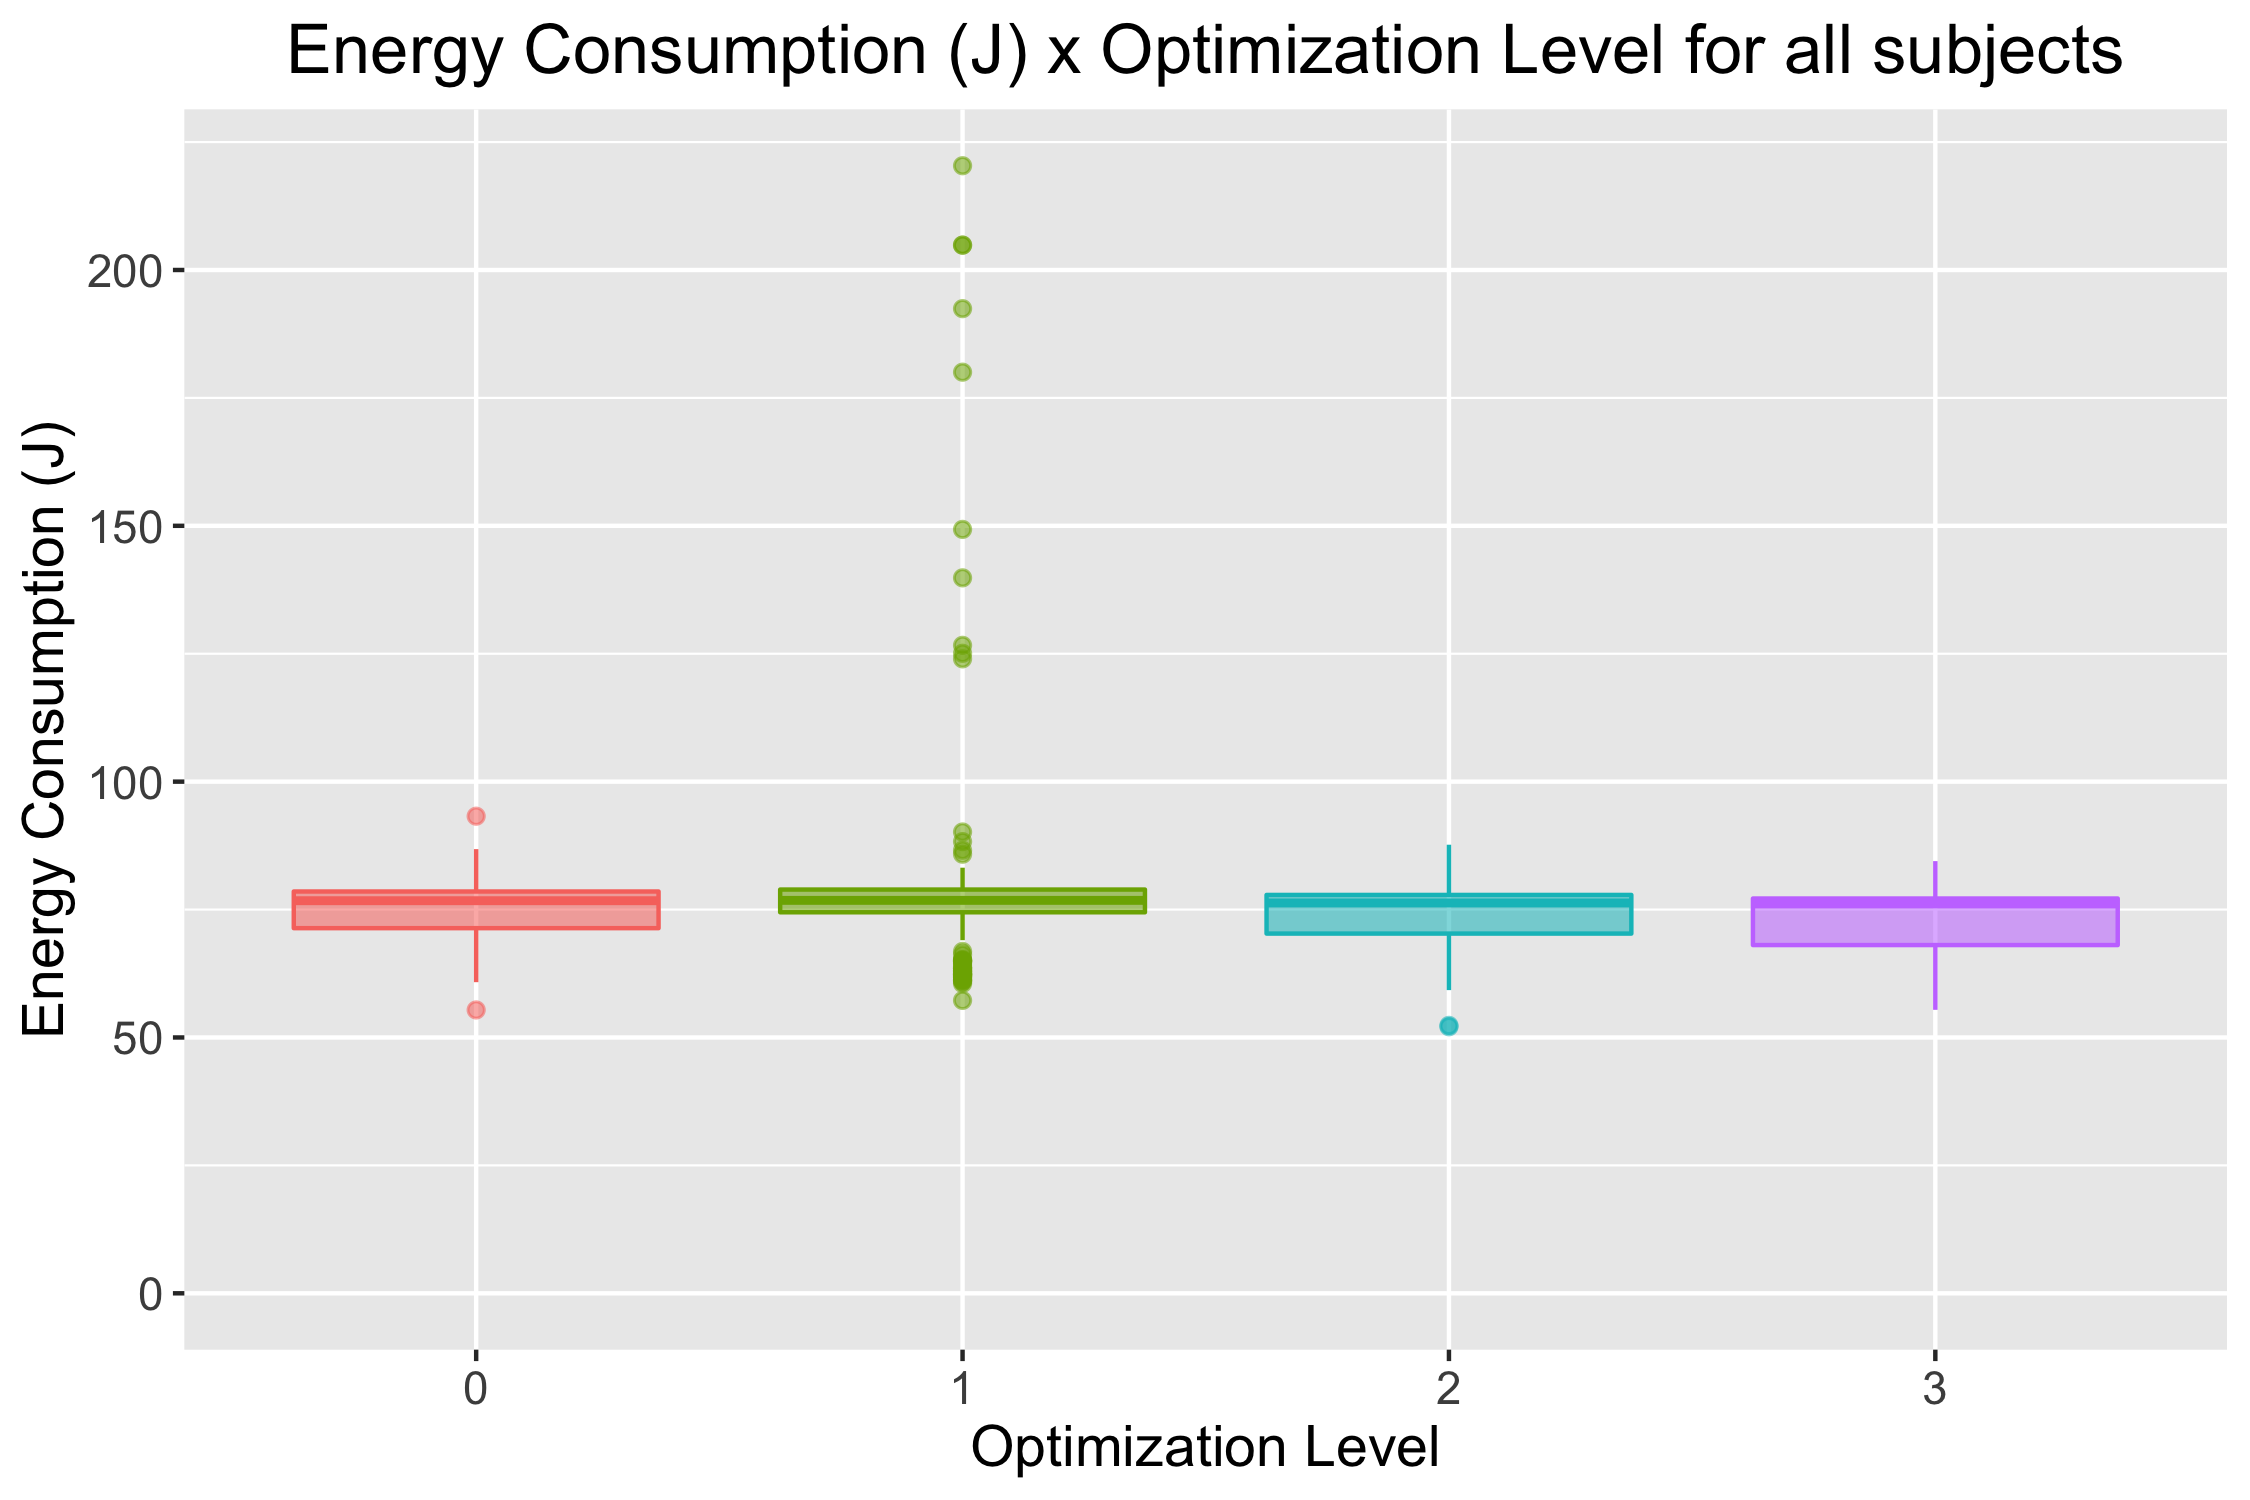 Energy Consumption (J) x Optimization Level for all subjects
Energy Consumption (J)
200
150
100
50
0
0 1 2 3
Optimization Level